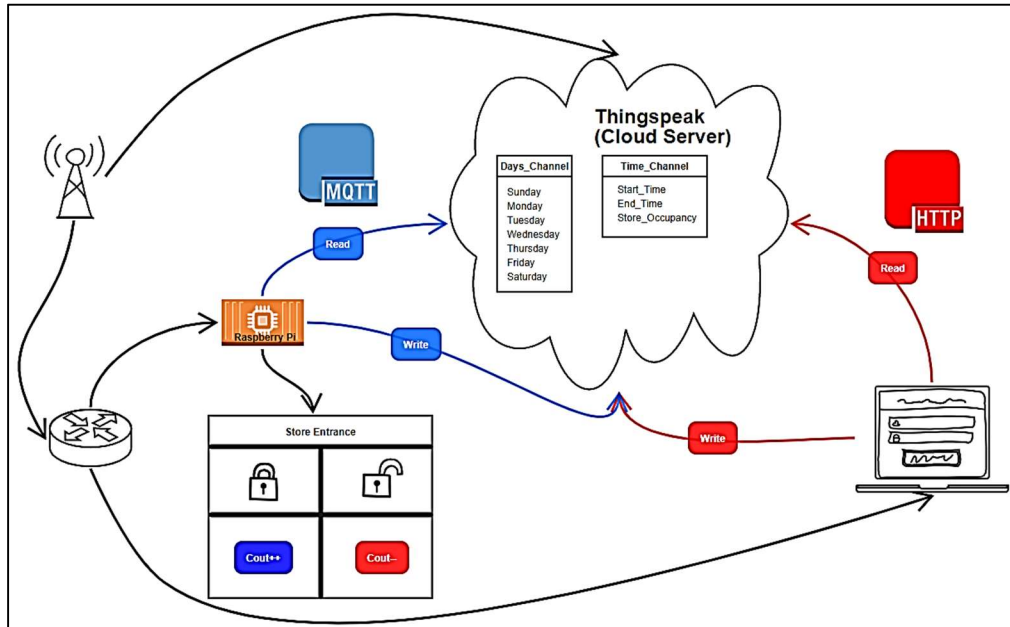 Thingspeak
(Cloud Server)
MQTT
HTTP
Days_Channel
Sunday
Monday
Tuesday
Wednesday
Thursday
Friday
Saturday
Time_Channel
Start_Time
End_Time
Store_Occupancy
Read
Read
Raspberry Pi
Write
Write
Store Entrance
Cout++
Cout--